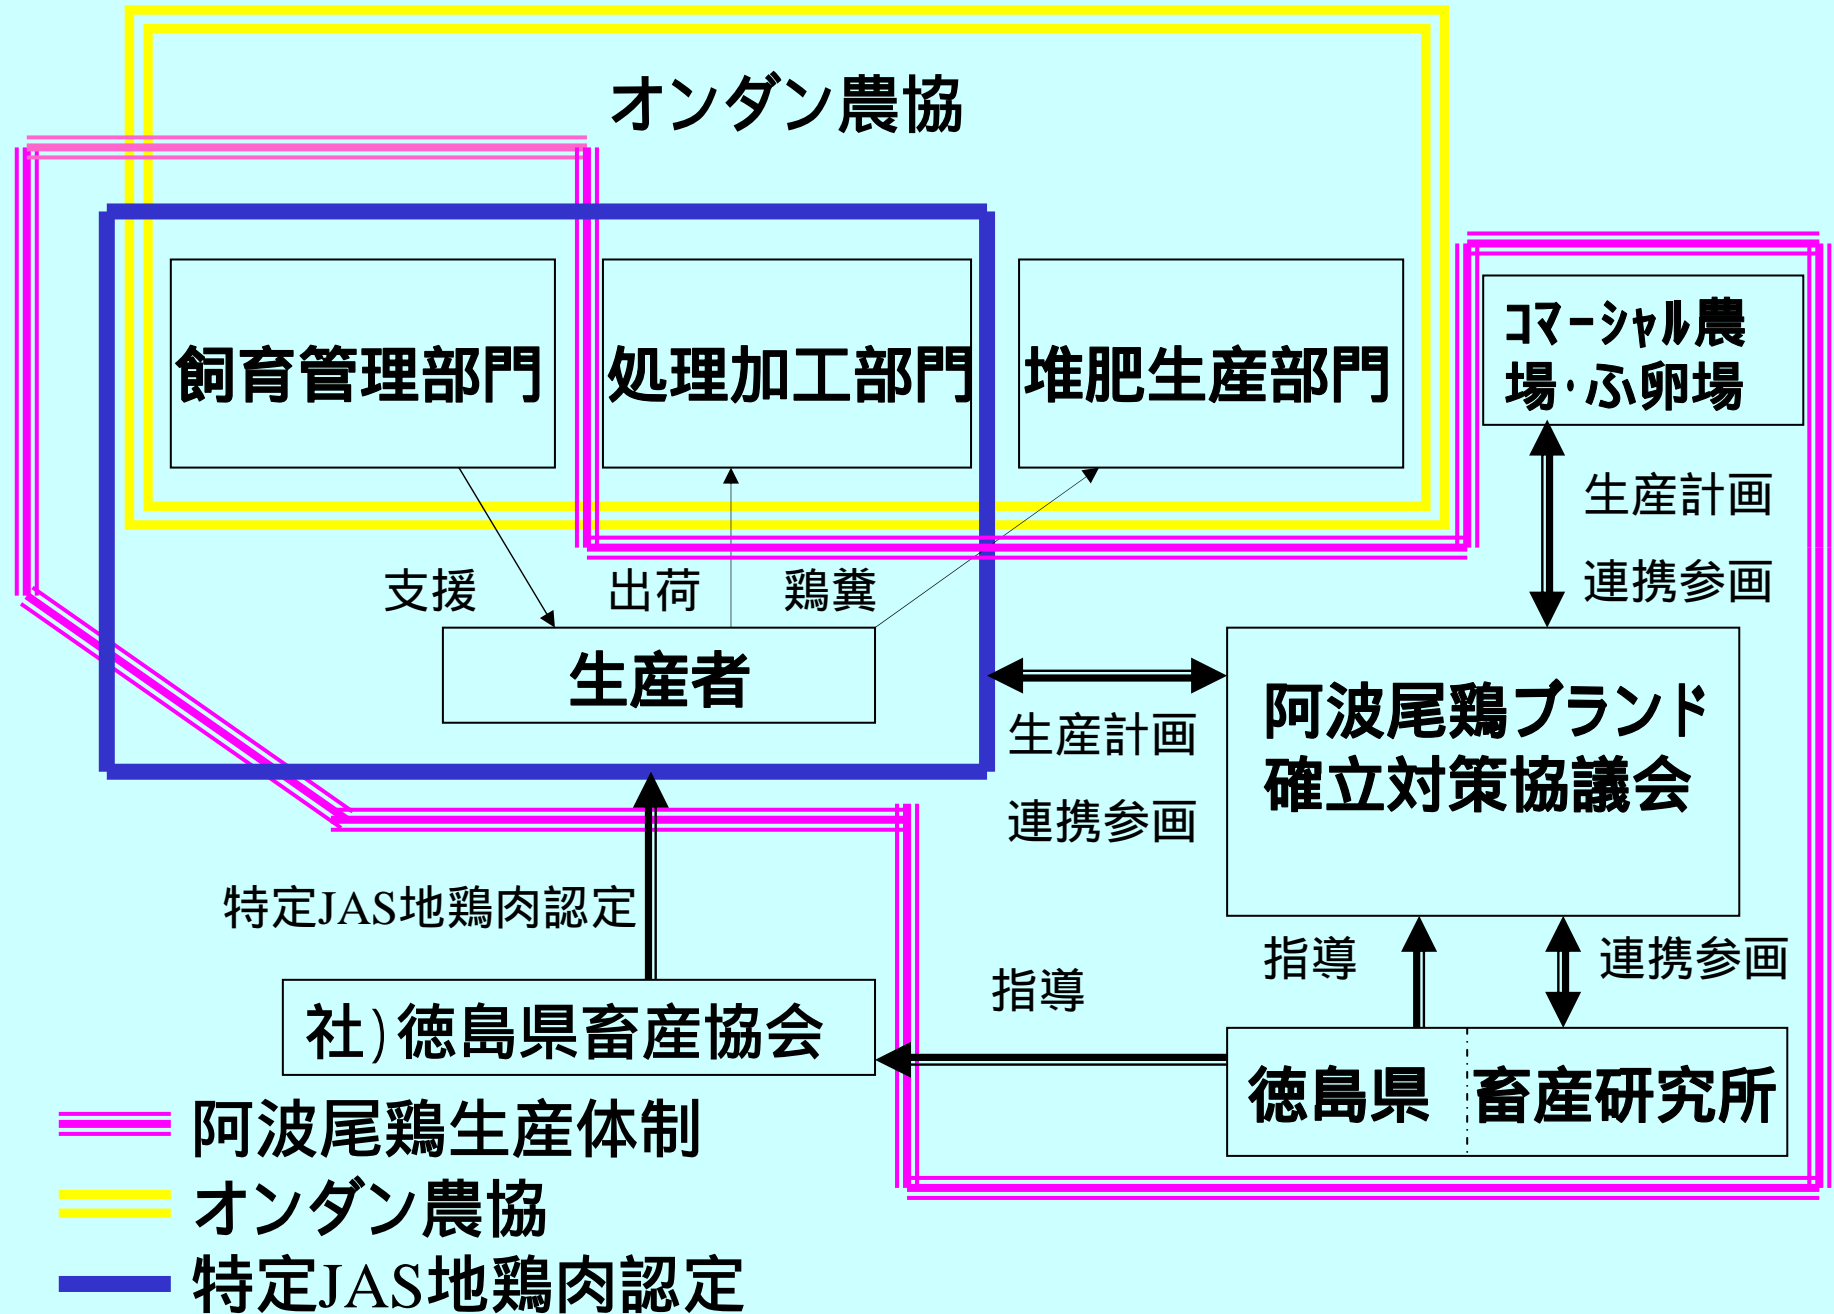 オンダン農協
飼育管理部門
処理加工部門
堆肥生産部門
ｺﾏｰｼｬﾙ農
場･ふ卵場
生産計画
連携参画
支援
出荷
鶏糞
生産者
生産計画
連携参画
阿波尾鶏ブランド
確立対策協議会
特定JAS地鶏肉認定
指導
指導
連携参画
社)徳島県畜産協会
徳島県
畜産研究所
阿波尾鶏生産体制
オンダン農協
特定JAS地鶏肉認定